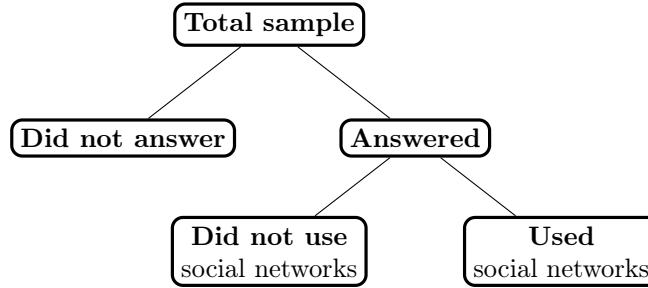 Total sample
Did not answer
Answered
Did not use
social networks
Used
social networks